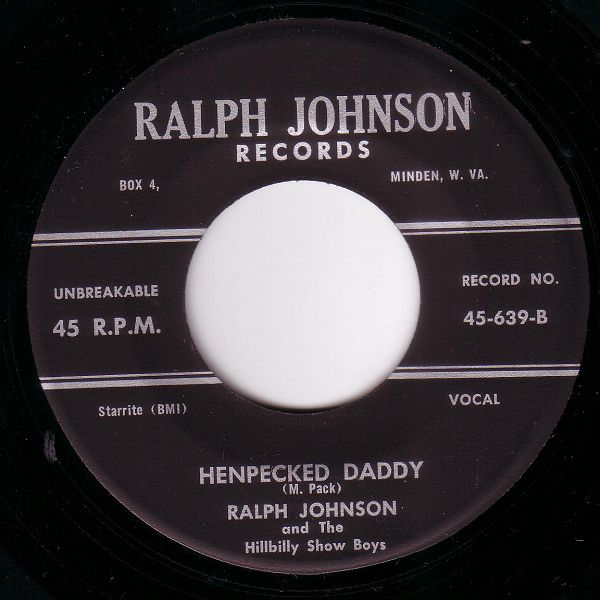 RALPH JOHNSON
RECORDS
BOX 4, MINDEN, W. VA.
UNBREAKABLE
45 R.P.M.
RECORD NO.
45-639-B
Starrite (BMI)
VOCAL
HENPECKED DADDY
(M. Pack)
RALPH JOHNSON
and The
Hillbilly Show Boys